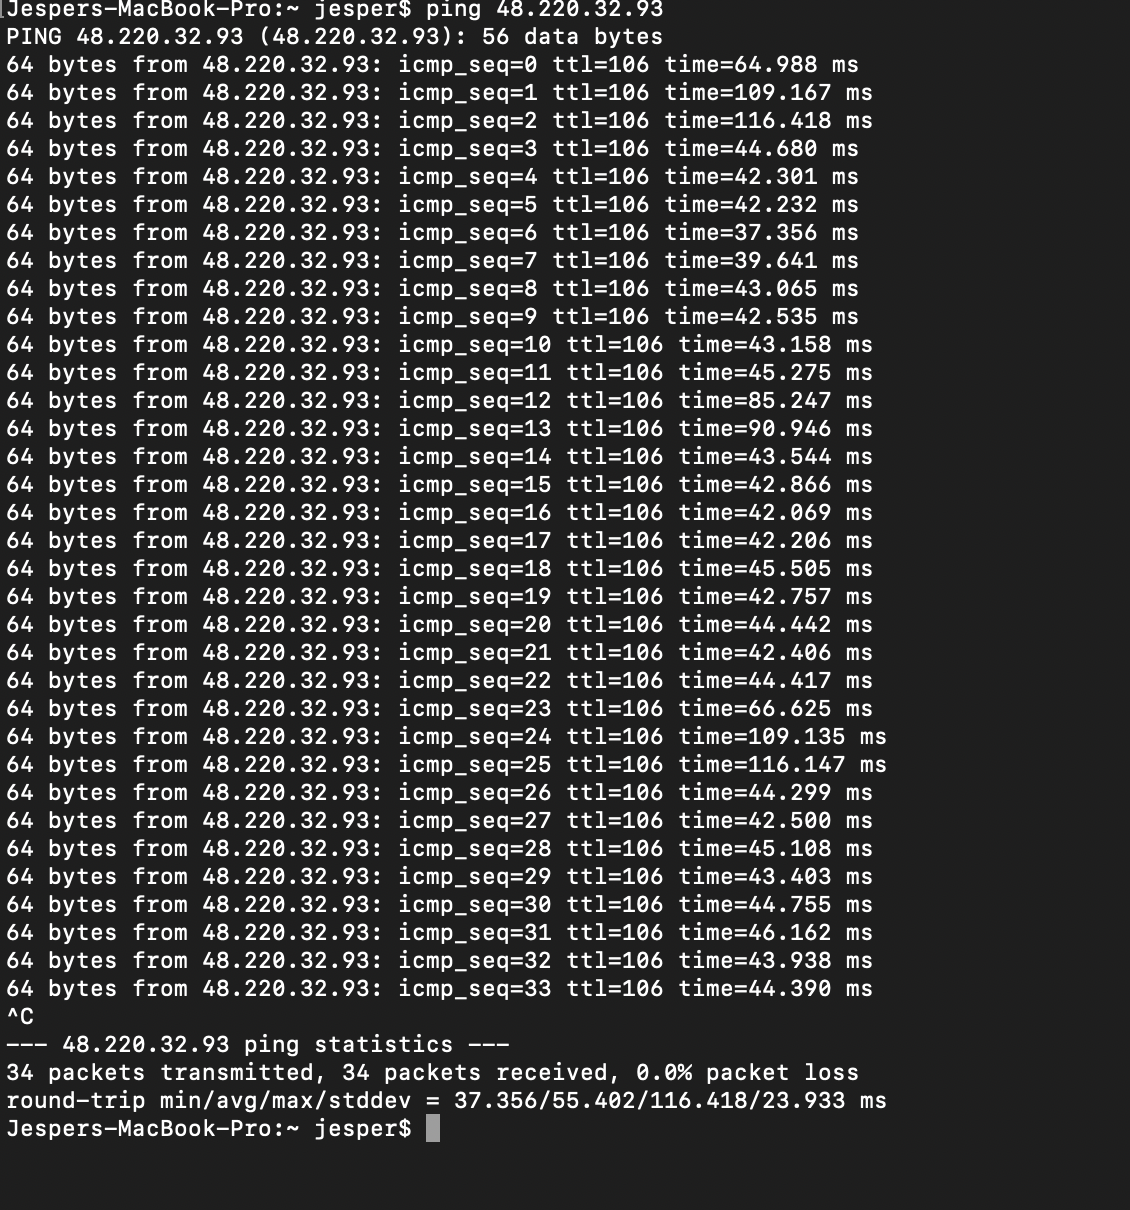 Jespers-MacBook-Pro:~ jesper$ ping 48.220.32.93
PING 48.220.32.93 (48.220.32.93): 56 data bytes
64 bytes from 48.220.32.93: icmp_seq=0 ttl=106 time=64.988 ms
64 bytes from 48.220.32.93: icmp_seq=1 ttl=106 time=109.167 ms
64 bytes from 48.220.32.93: icmp_seq=2 ttl=106 time=116.418 ms
64 bytes from 48.220.32.93: icmp_seq=3 ttl=106 time=44.680 ms
64 bytes from 48.220.32.93: icmp_seq=4 ttl=106 time=42.301 ms
64 bytes from 48.220.32.93: icmp_seq=5 ttl=106 time=42.232 ms
64 bytes from 48.220.32.93: icmp_seq=6 ttl=106 time=37.356 ms
64 bytes from 48.220.32.93: icmp_seq=7 ttl=106 time=39.641 ms
64 bytes from 48.220.32.93: icmp_seq=8 ttl=106 time=43.065 ms
64 bytes from 48.220.32.93: icmp_seq=9 ttl=106 time=42.535 ms
64 bytes from 48.220.32.93: icmp_seq=10 ttl=106 time=43.158 ms
64 bytes from 48.220.32.93: icmp_seq=11 ttl=106 time=45.275 ms
64 bytes from 48.220.32.93: icmp_seq=12 ttl=106 time=85.247 ms
64 bytes from 48.220.32.93: icmp_seq=13 ttl=106 time=90.946 ms
64 bytes from 48.220.32.93: icmp_seq=14 ttl=106 time=43.544 ms
64 bytes from 48.220.32.93: icmp_seq=15 ttl=106 time=42.866 ms
64 bytes from 48.220.32.93: icmp_seq=16 ttl=106 time=42.069 ms
64 bytes from 48.220.32.93: icmp_seq=17 ttl=106 time=42.206 ms
64 bytes from 48.220.32.93: icmp_seq=18 ttl=106 time=45.505 ms
64 bytes from 48.220.32.93: icmp_seq=19 ttl=106 time=42.757 ms
64 bytes from 48.220.32.93: icmp_seq=20 ttl=106 time=44.442 ms
64 bytes from 48.220.32.93: icmp_seq=21 ttl=106 time=42.406 ms
64 bytes from 48.220.32.93: icmp_seq=22 ttl=106 time=44.417 ms
64 bytes from 48.220.32.93: icmp_seq=23 ttl=106 time=66.625 ms
64 bytes from 48.220.32.93: icmp_seq=24 ttl=106 time=109.135 ms
64 bytes from 48.220.32.93: icmp_seq=25 ttl=106 time=116.147 ms
64 bytes from 48.220.32.93: icmp_seq=26 ttl=106 time=44.299 ms
64 bytes from 48.220.32.93: icmp_seq=27 ttl=106 time=42.500 ms
64 bytes from 48.220.32.93: icmp_seq=28 ttl=106 time=45.108 ms
64 bytes from 48.220.32.93: icmp_seq=29 ttl=106 time=43.403 ms
64 bytes from 48.220.32.93: icmp_seq=30 ttl=106 time=44.755 ms
64 bytes from 48.220.32.93: icmp_seq=31 ttl=106 time=46.162 ms
64 bytes from 48.220.32.93: icmp_seq=32 ttl=106 time=43.938 ms
64 bytes from 48.220.32.93: icmp_seq=33 ttl=106 time=44.390 ms
^C
--- 48.220.32.93 ping statistics ---
34 packets transmitted, 34 packets received, 0.0% packet loss
round-trip min/avg/max/stddev = 37.356/55.402/116.418/23.933 ms
Jespers-MacBook-Pro:~ jesper$